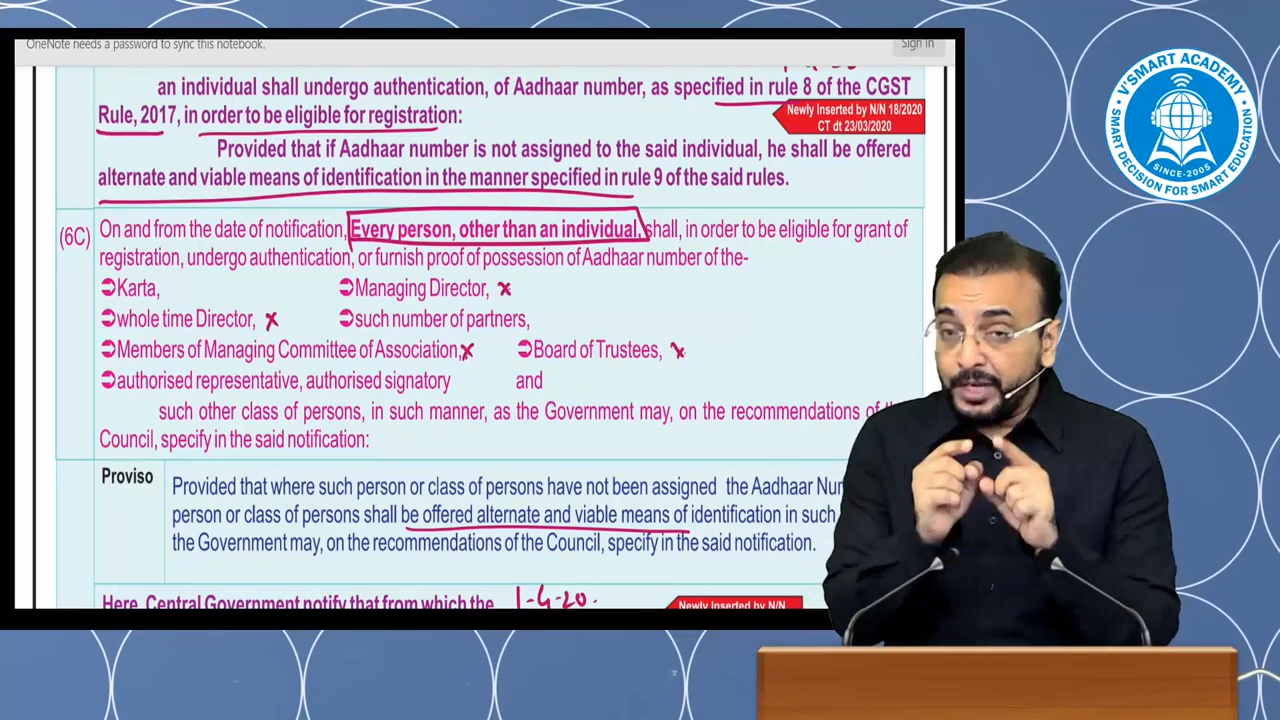 OneNote needs a password to sync this notebook.
Sign in
an individual shall undergo authentication, of Aadhaar number, as specified in rule 8 of the CGST
Rule, 2017, in order to be eligible for registration:
Newly Inserted by N/N 18/2020
CT dt 23/03/2020
Provided that if Aadhaar number is not assigned to the said individual, he shall be offered
alternate and viable means of identification in the manner specified in rule 9 of the said rules.
(6C) On and from the date of notification, Every person, other than an individual, shall, in order to be eligible for grant of
registration, undergo authentication, or furnish proof of possession of Aadhaar number of the-
➲Karta, ➲Managing Director, x
➲whole time Director, x ➲such number of partners,
➲Members of Managing Committee of Association, x ➲Board of Trustees, x
➲authorised representative, authorised signatory and
such other class of persons, in such manner, as the Government may, on the recommendations of
Council, specify in the said notification:
Proviso
Provided that where such person or class of persons have not been assigned the Aadhaar
person or class of persons shall be offered alternate and viable means of identification in such
the Government may, on the recommendations of the Council, specify in the said notification.
Here, Central Government notify that from which the 1-4-20.
Newly Inserted by N/N
V'SMART ACADEMY
SINCE-2005
SMART DECISION FOR SMART EDUCATION